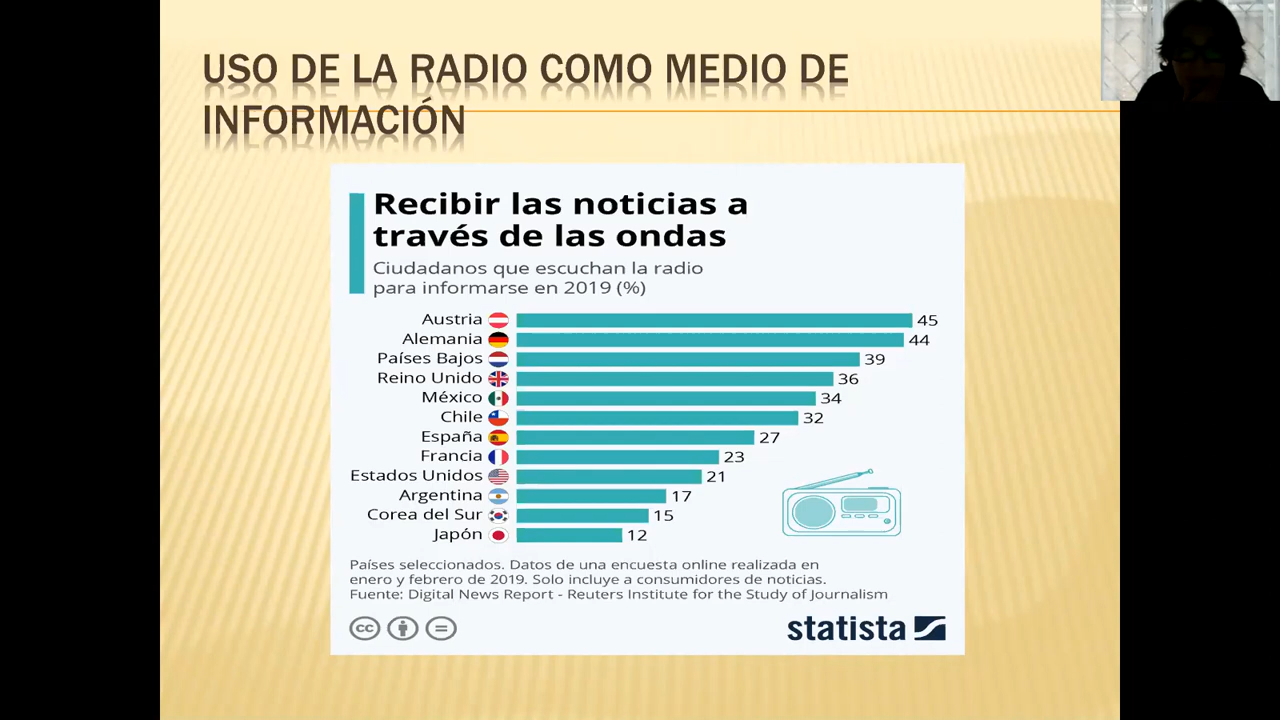 USO DE LA RADIO COMO MEDIO DE
INFORMACIÓN
Recibir las noticias a
través de las ondas
Ciudadanos que escuchan la radio
para informarse en 2019 (%)
Austria 45
Alemania 44
Países Bajos 39
Reino Unido 36
México 34
Chile 32
España 27
Francia 23
Estados Unidos 21
Argentina 17
Corea del Sur 15
Japón 12
Países seleccionados. Datos de una encuesta online realizada en
enero y febrero de 2019. Solo incluye a consumidores de noticias.
Fuente: Digital News Report - Reuters Institute for the Study of Journalism
cc
statista